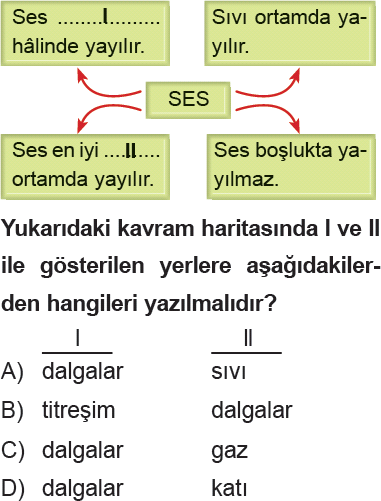 Ses ........I.........
hâlinde yayılır.
Sıvı ortamda ya-
yılır.
SES
Ses en iyi ....II.....
ortamda yayılır.
Ses boşlukta ya-
yılmaz.
Yukarıdaki kavram haritasında I ve II
ile gösterilen yerlere aşağıdakiler-
den hangileri yazılmalıdır?
I II
A) dalgalar sıvı
B) titreşim dalgalar
C) dalgalar gaz
D) dalgalar katı